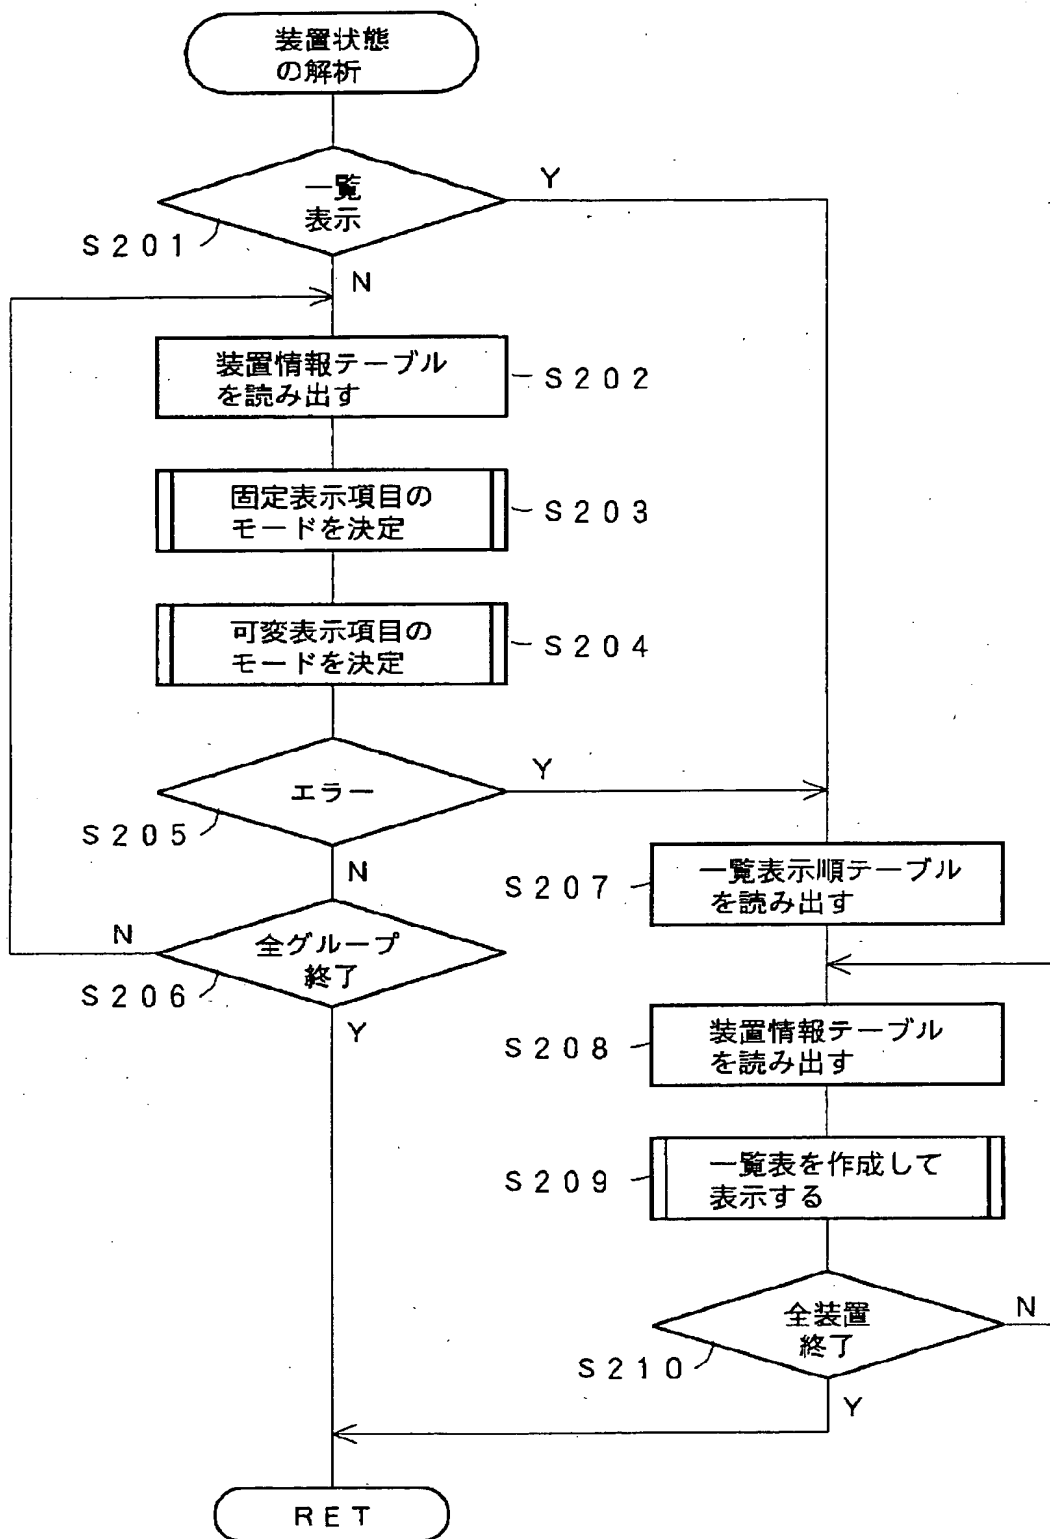 装置状態
の解析
一覧
表示
Y
S201
N
装置情報テーブル
を読み出す
S202
固定表示項目の
モードを決定
S203
可変表示項目の
モードを決定
S204
エラー
Y
S205
N
全グループ
終了
N
S206
Y
一覧表示順テーブル
を読み出す
S207
装置情報テーブル
を読み出す
S208
一覧表を作成して
表示する
S209
全装置
終了
N
S210
Y
RET